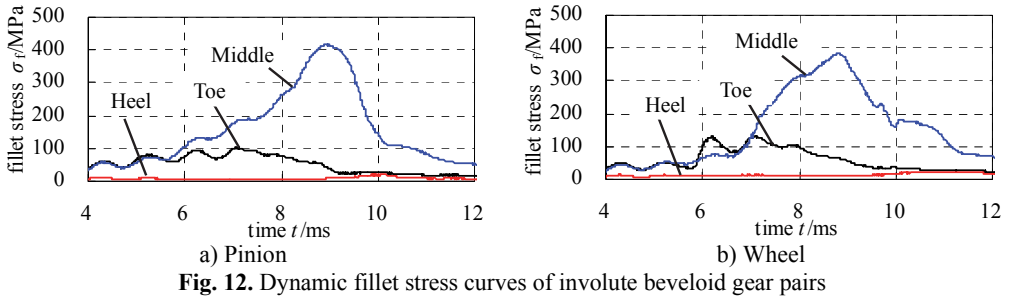 fillet stress σ f/MPa
500
400
300
200
100
0
Middle
Heel
Toe
4
6
8
10
12
time t /ms
a) Pinion
fillet stress σ f/MPa
500
400
300
200
100
0
Middle
Heel
Toe
4
6
8
10
12
time t /ms
b) Wheel
Fig. 12. Dynamic fillet stress curves of involute beveloid gear pairs